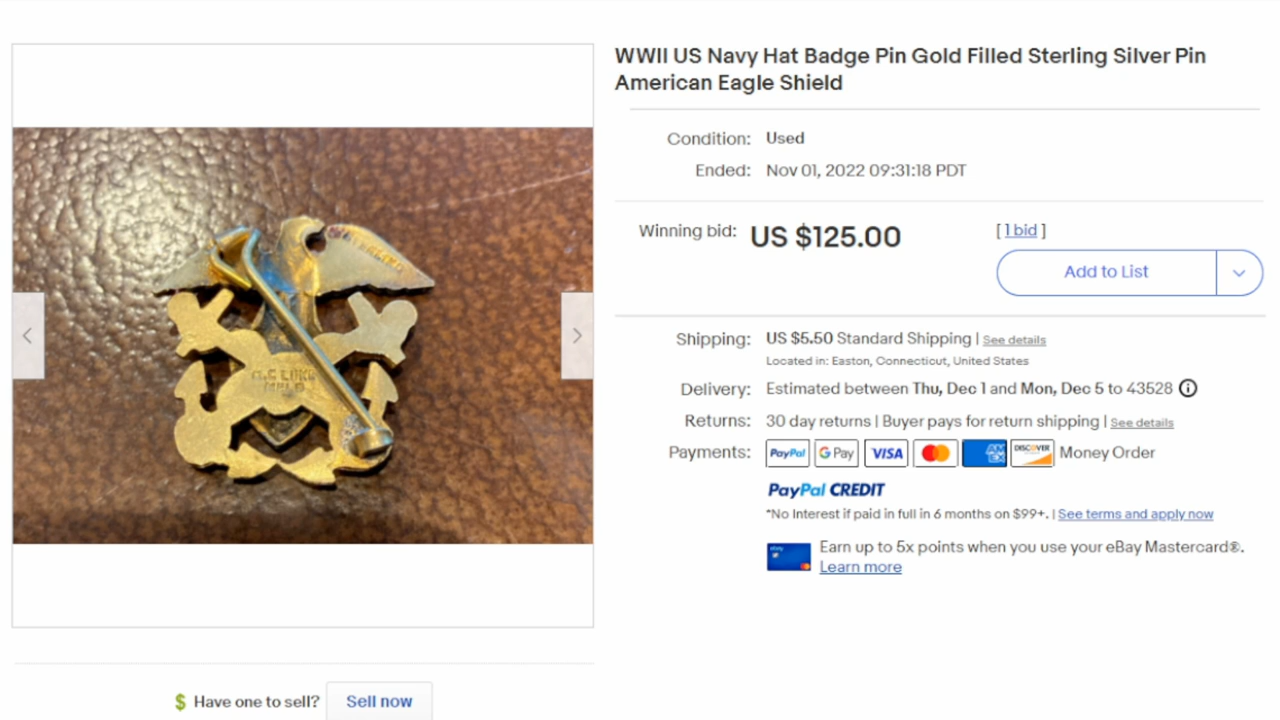 WWII US Navy Hat Badge Pin Gold Filled Sterling Silver Pin
American Eagle Shield
Condition: Used
Ended: Nov 01, 2022 09:31:18 PDT
Winning bid: US $125.00 [ 1 bid ]
Add to List
Shipping: US $5.50 Standard Shipping | See details
Located in: Easton, Connecticut, United States
Delivery: Estimated between Thu, Dec 1 and Mon, Dec 5 to 43528
Returns: 30 day returns | Buyer pays for return shipping | See details
Payments: PayPal G Pay VISA AMEX DISCOVER Money Order
PayPal CREDIT
*No Interest if paid in full in 6 months on $99+. | See terms and apply now
Earn up to 5x points when you use your eBay Mastercard®.
Learn more
STERLING
$ Have one to sell? Sell now